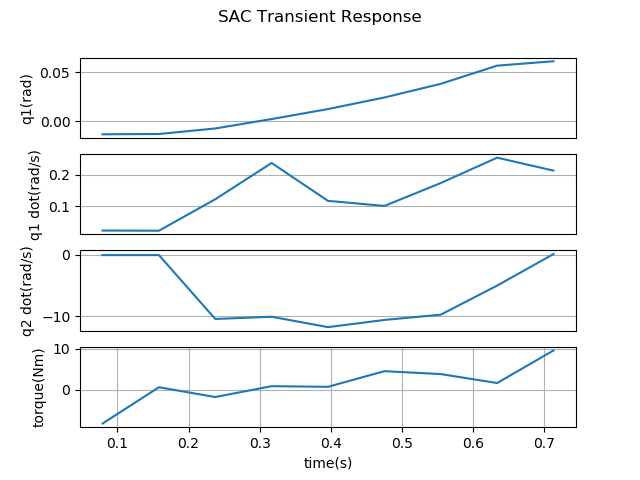 SAC Transient Response
q1(rad)
0.05
0.00
q1 dot(rad/s)
0.2
0.1
q2 dot(rad/s)
0
−10
torque(Nm)
10
0
0.1 0.2 0.3 0.4 0.5 0.6 0.7
time(s)